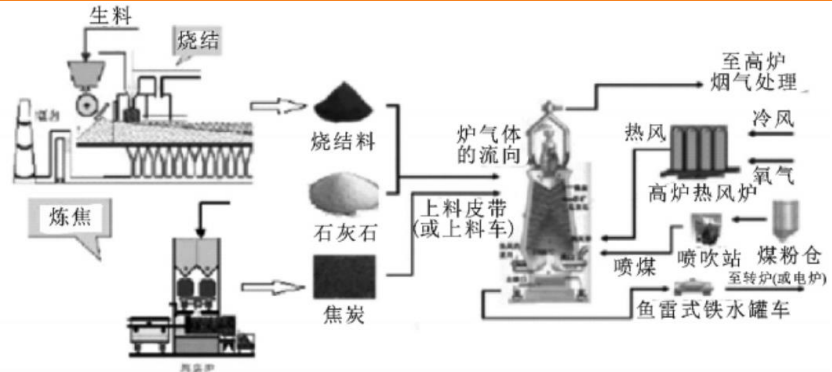 生料
烧结
烧结料
石灰石
炼焦
焦炭
上料皮带
(或上料车)
炉气体
的流向
至高炉
烟气处理
热风
冷风
氧气
高炉热风炉
喷煤
喷吹站
煤粉仓
至转炉(或电炉)
鱼雷式铁水罐车